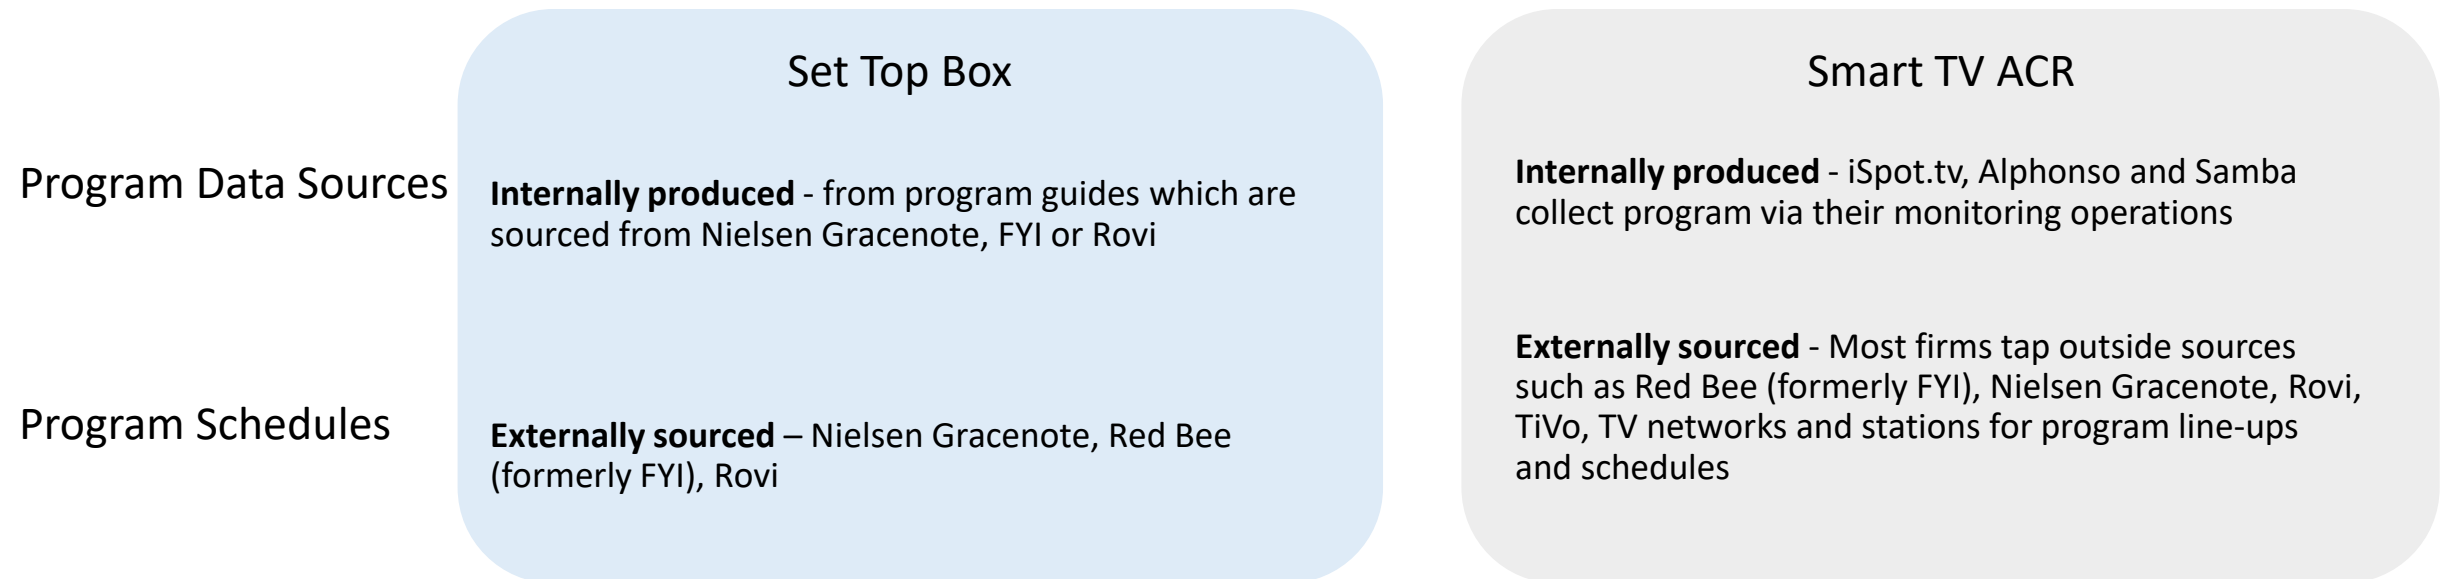 Set Top Box
Smart TV ACR
Program Data Sources
Internally produced - from program guides which are
sourced from Nielsen Gracenote, FYI or Rovi
Internally produced - iSpot.tv, Alphonso and Samba
collect program via their monitoring operations
Program Schedules
Externally sourced – Nielsen Gracenote, Red Bee
(formerly FYI), Rovi
Externally sourced - Most firms tap outside sources
such as Red Bee (formerly FYI), Nielsen Gracenote, Rovi,
TiVo, TV networks and stations for program line-ups
and schedules